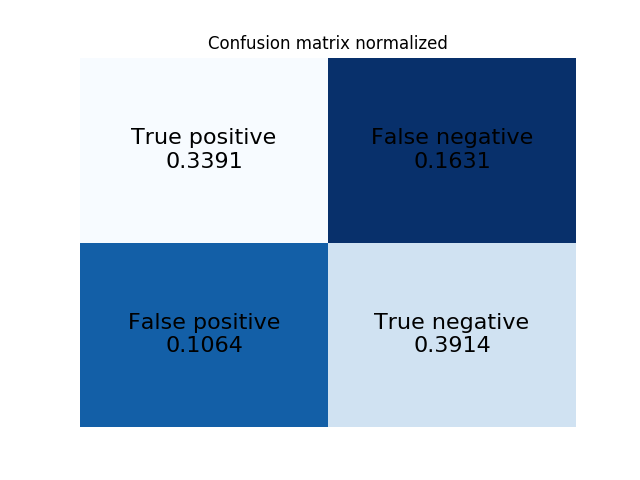 Confusion matrix normalized
True positive
0.3391
False negative
0.1631
False positive
0.1064
True negative
0.3914